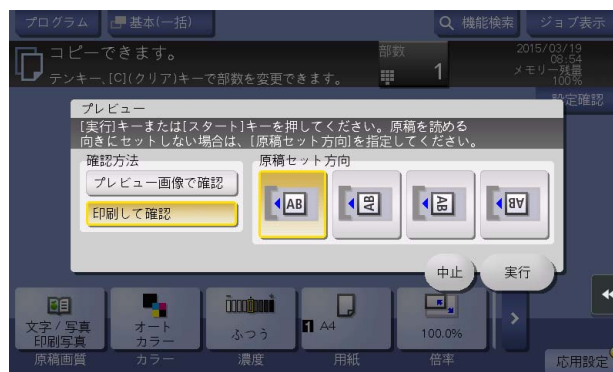 プログラム
基本(一括)
機能検索
ジョブ表示
コピーできます。
テンキー、[C](クリア)キーで部数を変更できます。
部数
1
2015/03/19
08:54
メモリー残量
100%
設定確認
プレビュー
[実行]キーまたは[スタート]キーを押してください。原稿を読める
向きにセットしない場合は、[原稿セット方向]を指定してください。
確認方法
原稿セット方向
プレビュー画像で確認
印刷して確認
AB
AB
AB
AB
中止
実行
文字/写真
印刷写真
オート
カラー
ふつう
1 A4
100.0%
原稿画質
カラー
濃度
用紙
倍率
応用設定